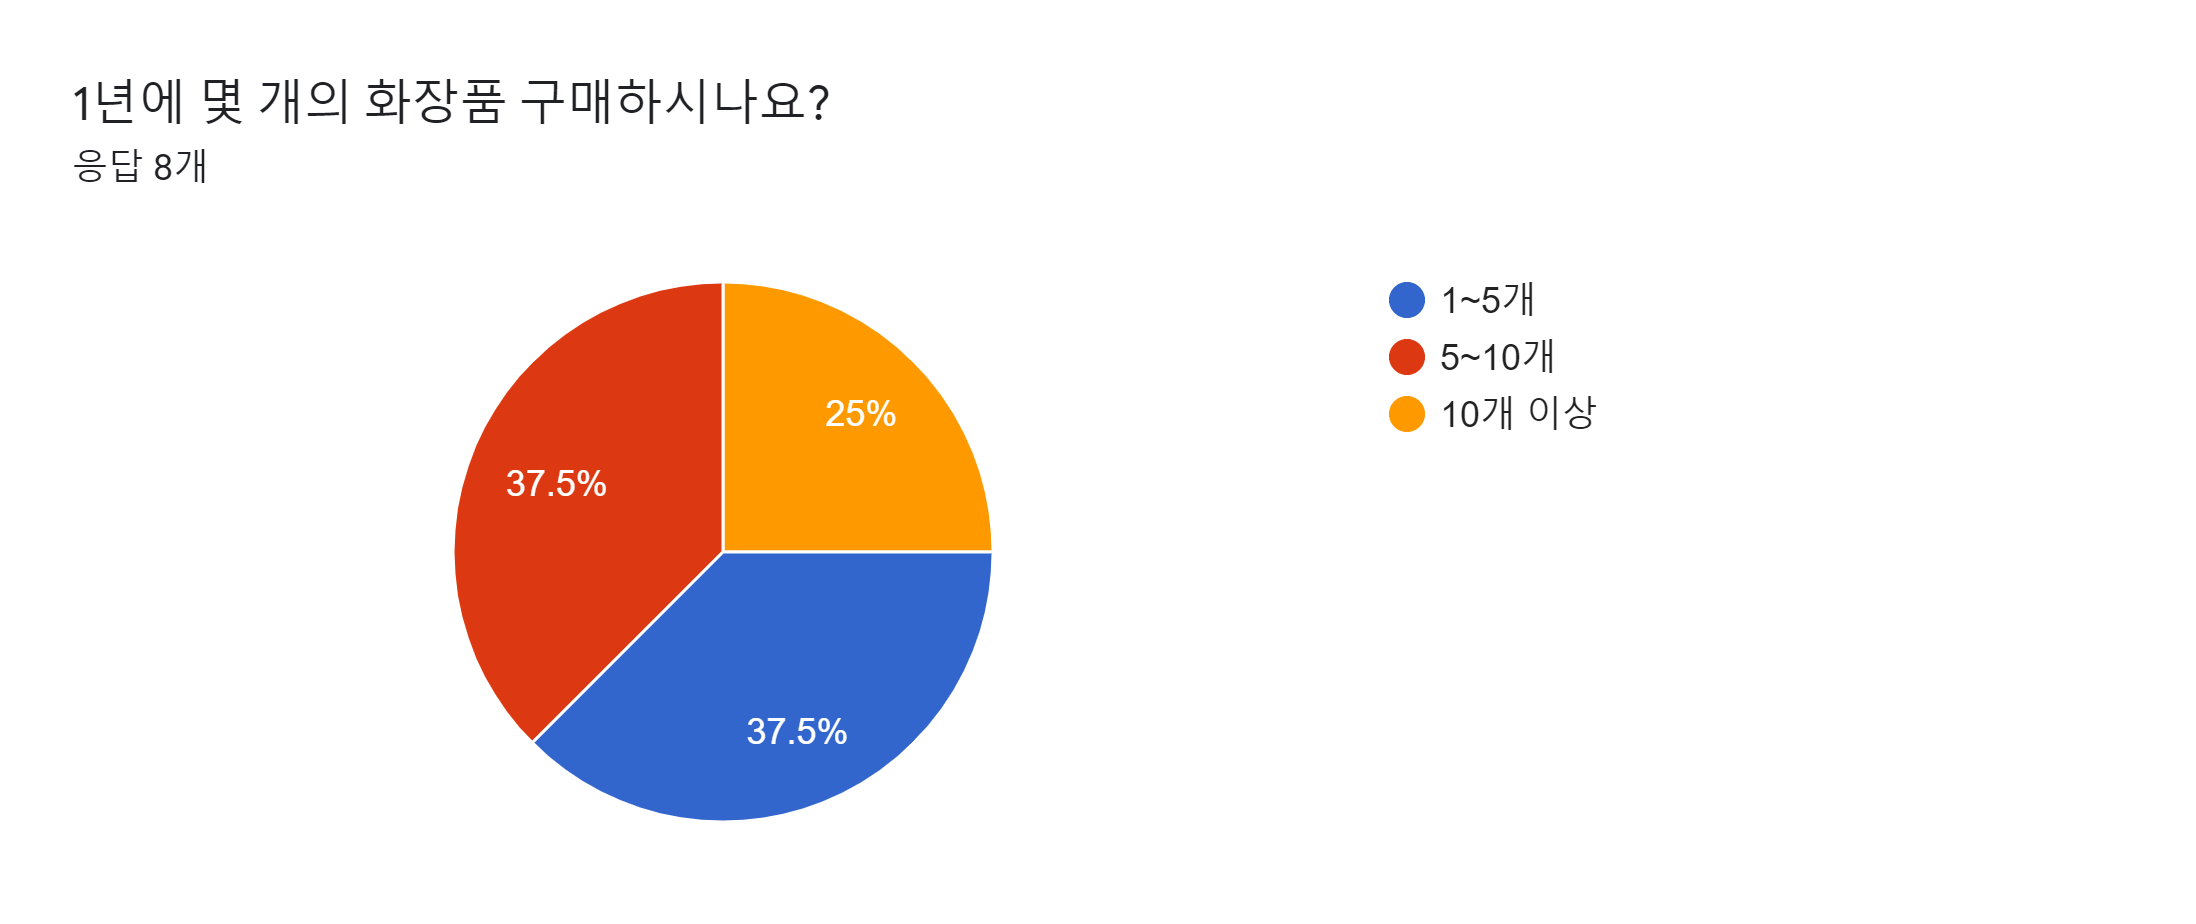 1년에 몇 개의 화장품 구매하시나요?
응답 8개
1~5개
5~10개
10개 이상
25%
37.5%
37.5%